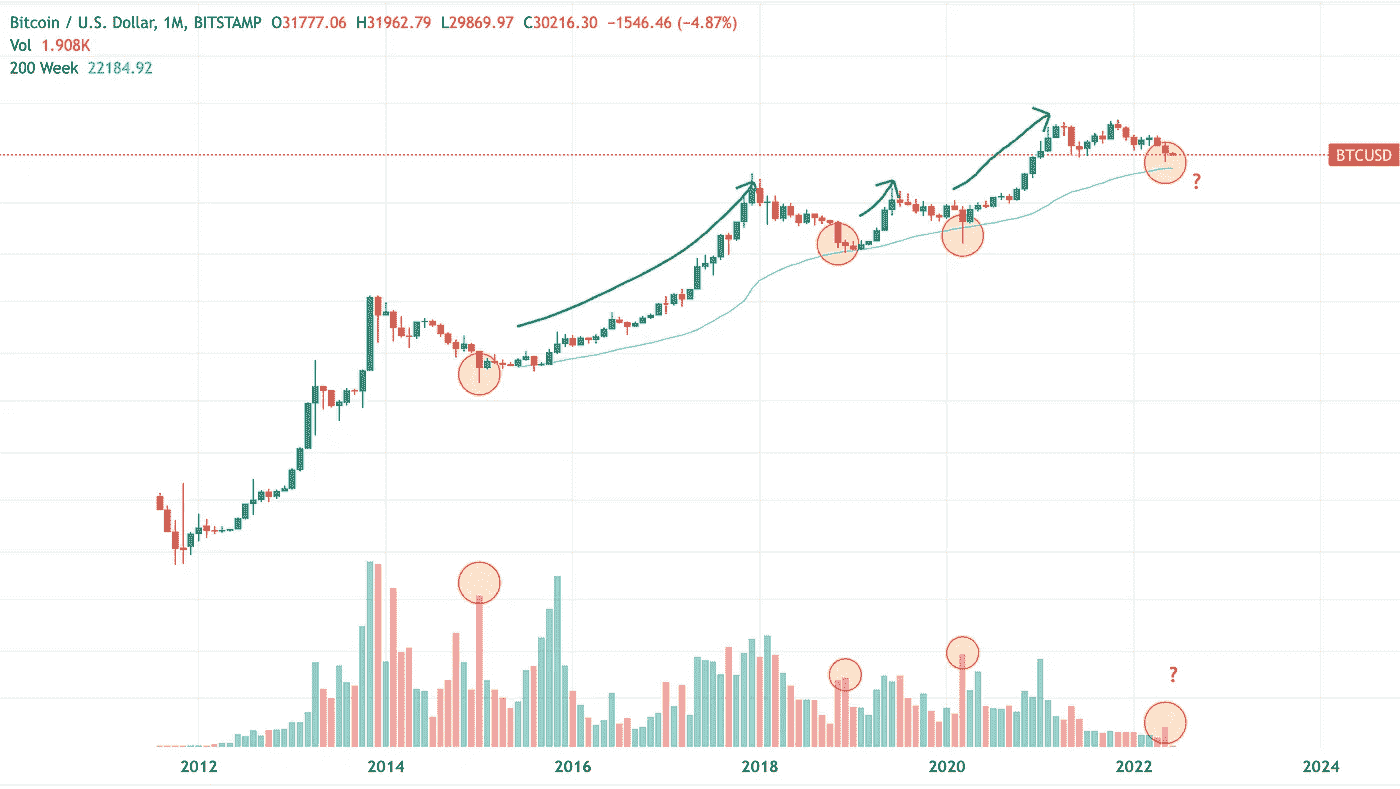 Bitcoin / U.S. Dollar, 1M, BITSTAMP O31777.06 H31962.79 L29869.97 C30216.30 −1546.46 (−4.87%)
Vol 1.908K
200 Week 22184.92
BTCUSD
?
?
2012 2014 2016 2018 2020 2022 2024